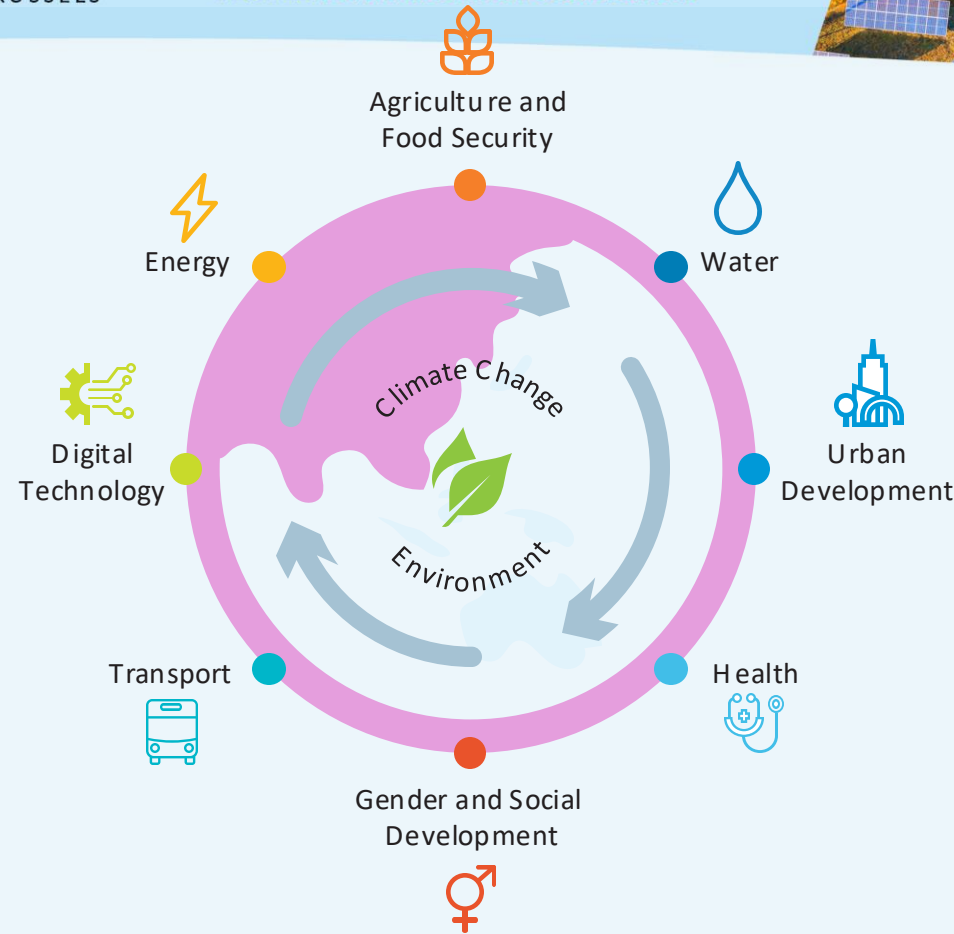 Agriculture and
Food Security
Energy
Water
Climate Change
Digital
Technology
Urban
Development
Environment
Transport
Health
Gender and Social
Development